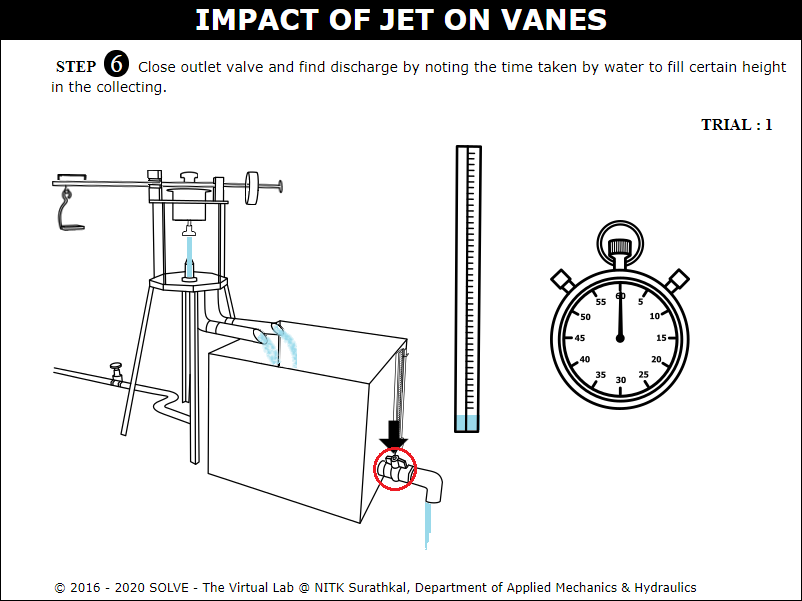 IMPACT OF JET ON VANES
STEP 6 Close outlet valve and find discharge by noting the time taken by water to fill certain height
in the collecting.
TRIAL : 1
60
55 5
50 10
45 15
40 20
35 25
30
© 2016 - 2020 SOLVE - The Virtual Lab @ NITK Surathkal, Department of Applied Mechanics & Hydraulics